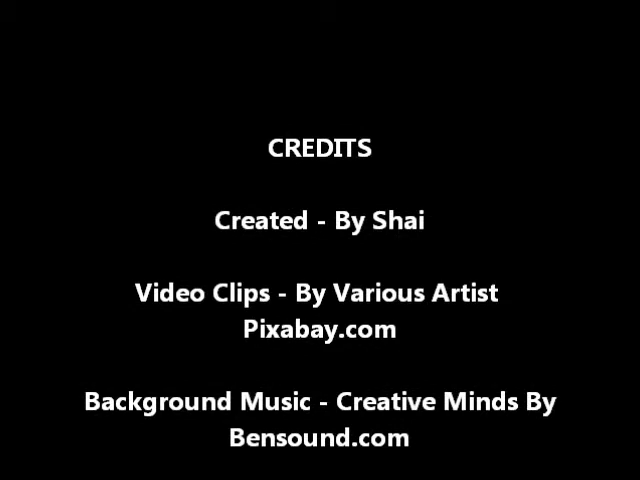 CREDITS
Created - By Shai
Video Clips - By Various Artist
Pixabay.com
Background Music - Creative Minds By
Bensound.com